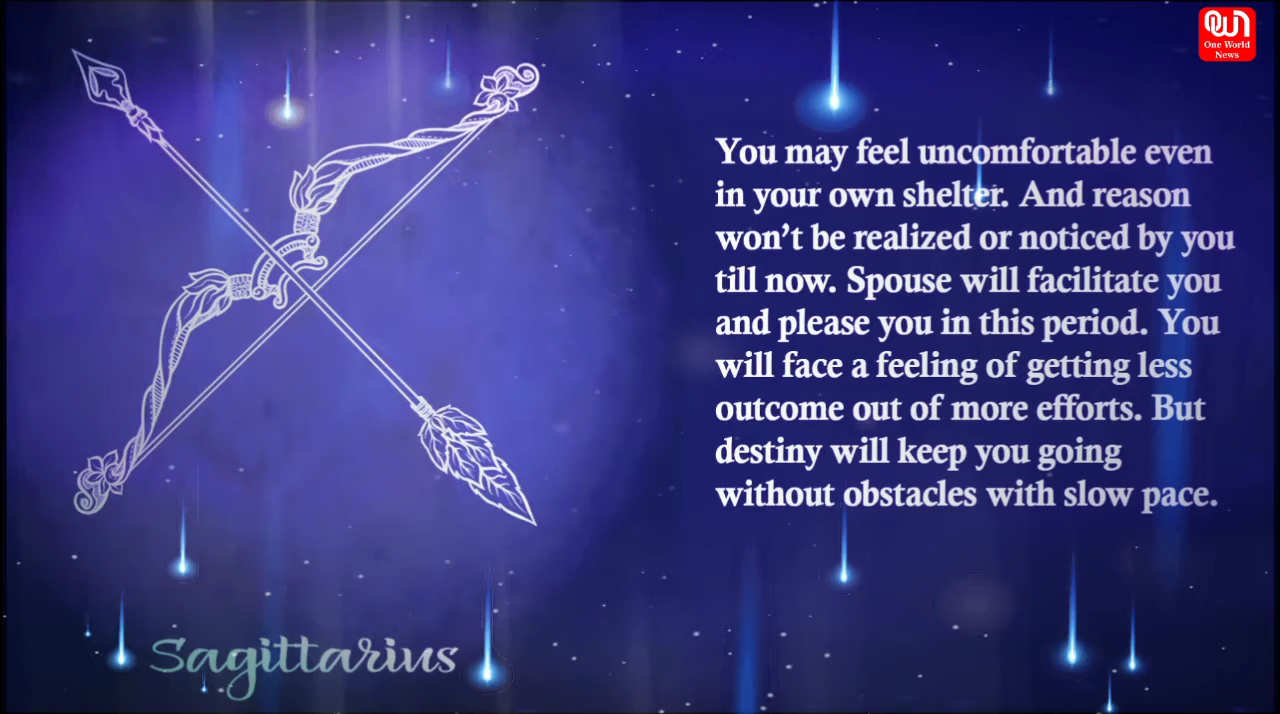 OWN
One World
News
You may feel uncomfortable even
in your own shelter. And reason
won’t be realized or noticed by you
till now. Spouse will facilitate you
and please you in this period. You
will face a feeling of getting less
outcome out of more efforts. But
destiny will keep you going
without obstacles with slow pace.
Sagittarius